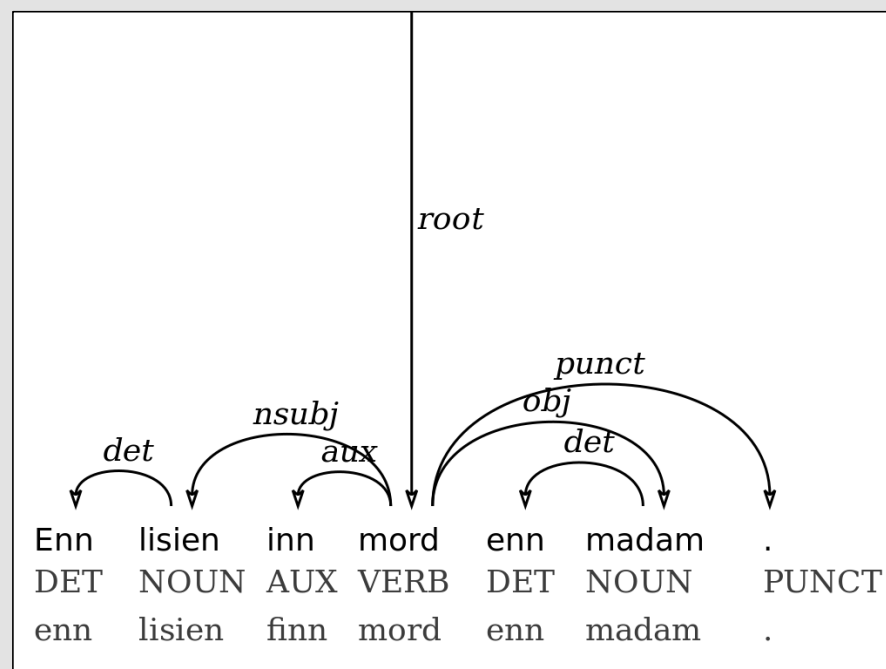 root
punct
obj
nsubj
det
aux
det
Enn lisien inn mord enn madam .
DET NOUN AUX VERB DET NOUN PUNCT
enn lisien finn mord enn madam .